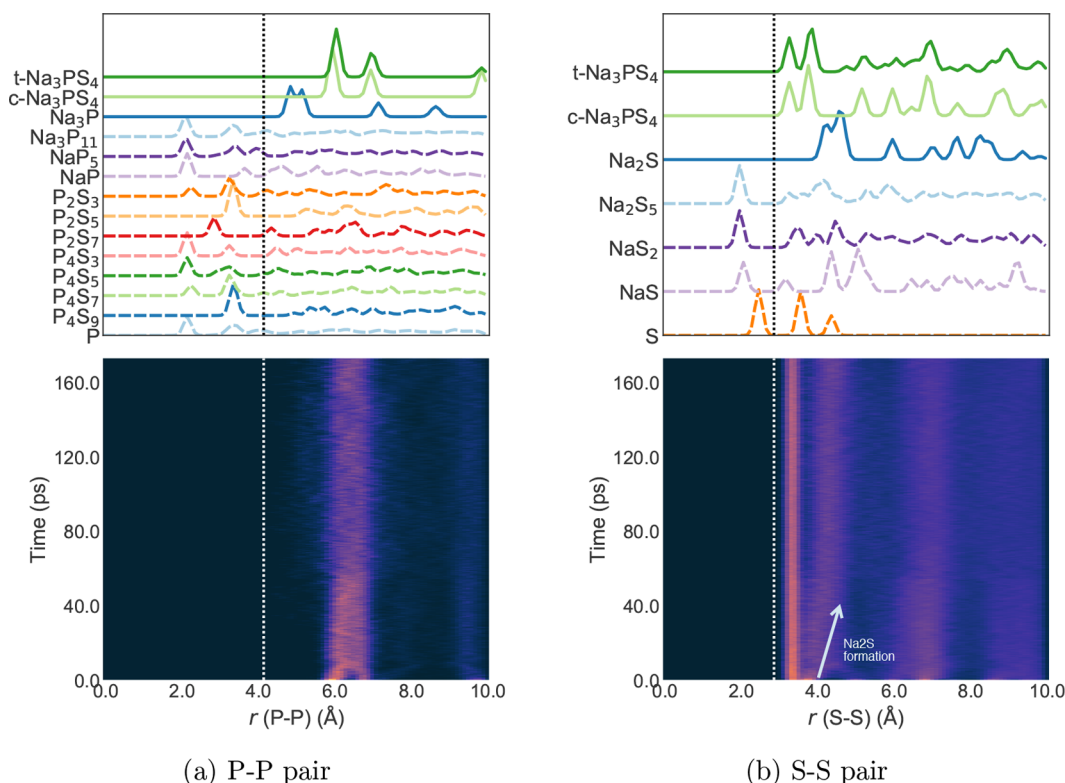 t-Na₃PS₄
c-Na₃PS₄
Na₃P
Na₃P₁₁
NaP₅
NaP
P₂S₃
P₂S₅
P₂S₇
P₄S₃
P₄S₅
P₄S₇
P₄S₉
P
160.0
120.0
80.0
40.0
0.0
Time (ps)
0.0 2.0 4.0 6.0 8.0 10.0
r (P-P) (Å)
(a) P-P pair
t-Na₃PS₄
c-Na₃PS₄
Na₂S
Na₂S₅
NaS₂
NaS
S
160.0
120.0
80.0
40.0
0.0
Time (ps)
Na2S
formation
0.0 2.0 4.0 6.0 8.0 10.0
r (S-S) (Å)
(b) S-S pair